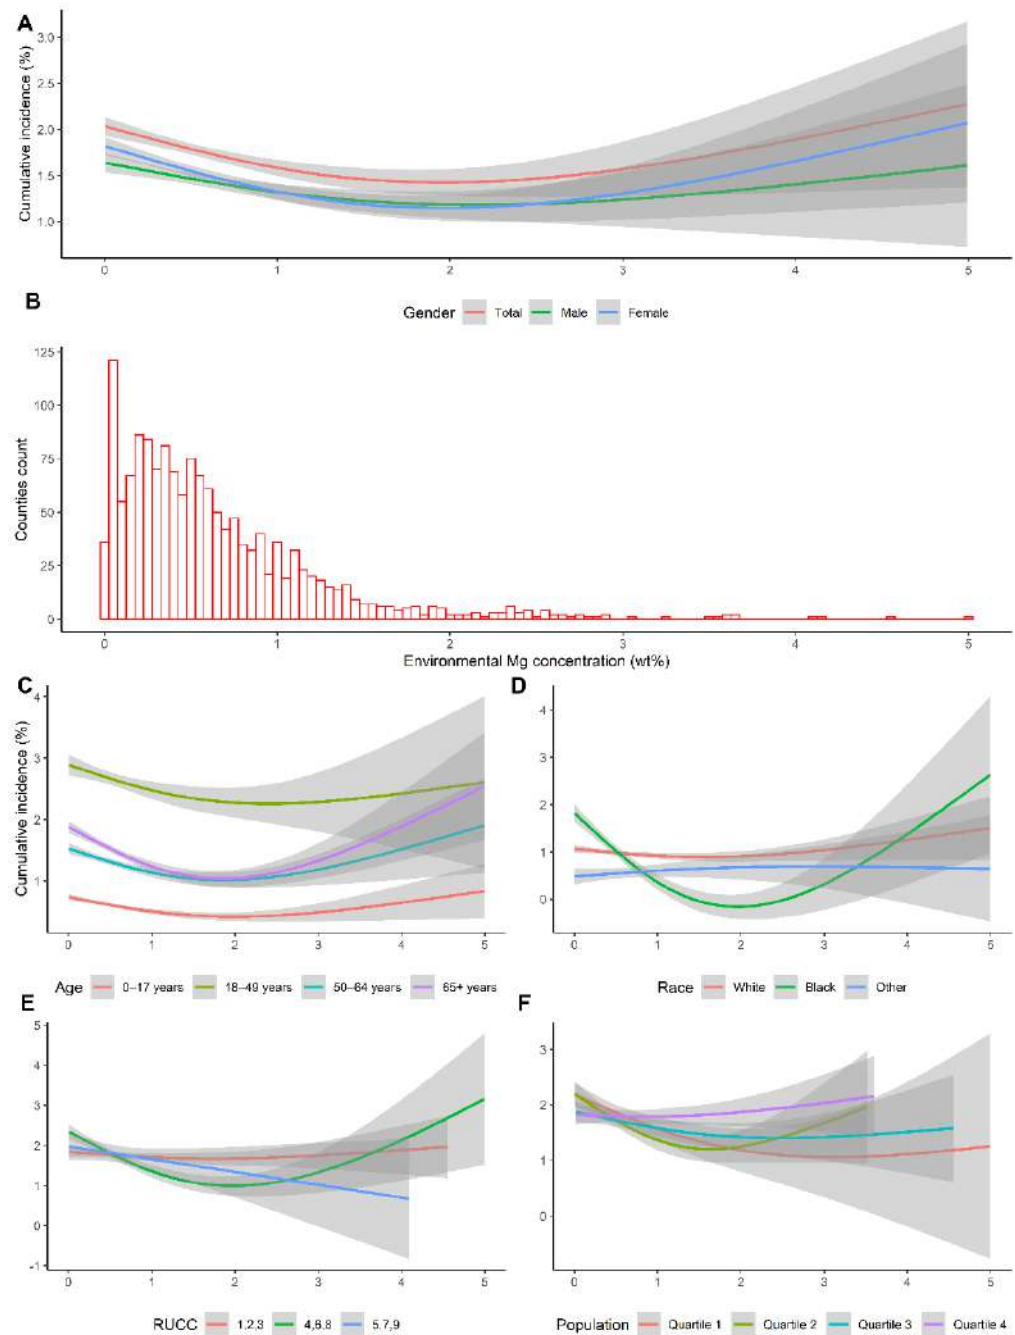 A
Cumulative incidence (%)
3.0
2.5
2.0
1.5
1.0
0 1 2 3 4 5
Gender Total Male Female
B
Counties count
125
100
75
50
25
0
0 1 2 3 4 5
Environmental Mg concentration (wt%)
C
Cumulative incidence (%)
4
3
2
1
0 1 2 3 4 5
Age 0–17 years 18–49 years 50–64 years 65+ years
D
4
3
2
1
0
0 1 2 3 4 5
Race White Black Other
E
5
4
3
2
1
0
-1
0 1 2 3 4 5
RUCC 1,2,3 4,6,8 5,7,9
F
3
2
1
0
0 1 2 3 4 5
Population Quartile 1 Quartile 2 Quartile 3 Quartile 4